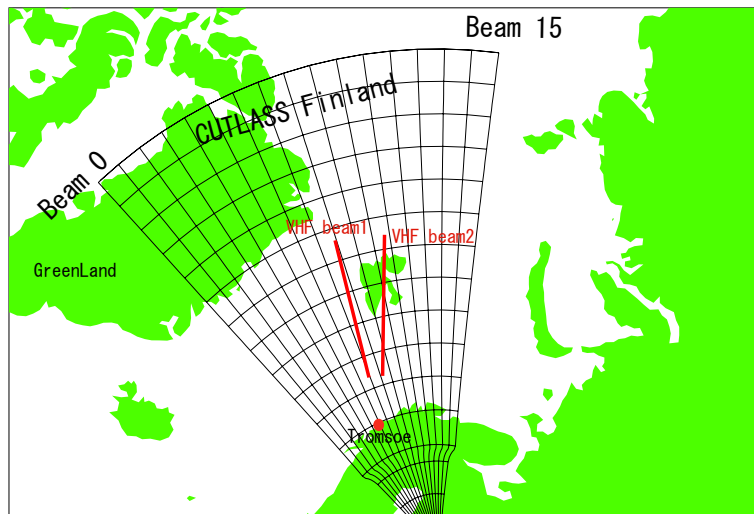 Beam 15
CUTLASS Finland
Beam 0
VHF beam1
VHF beam2
GreenLand
Tromsoe